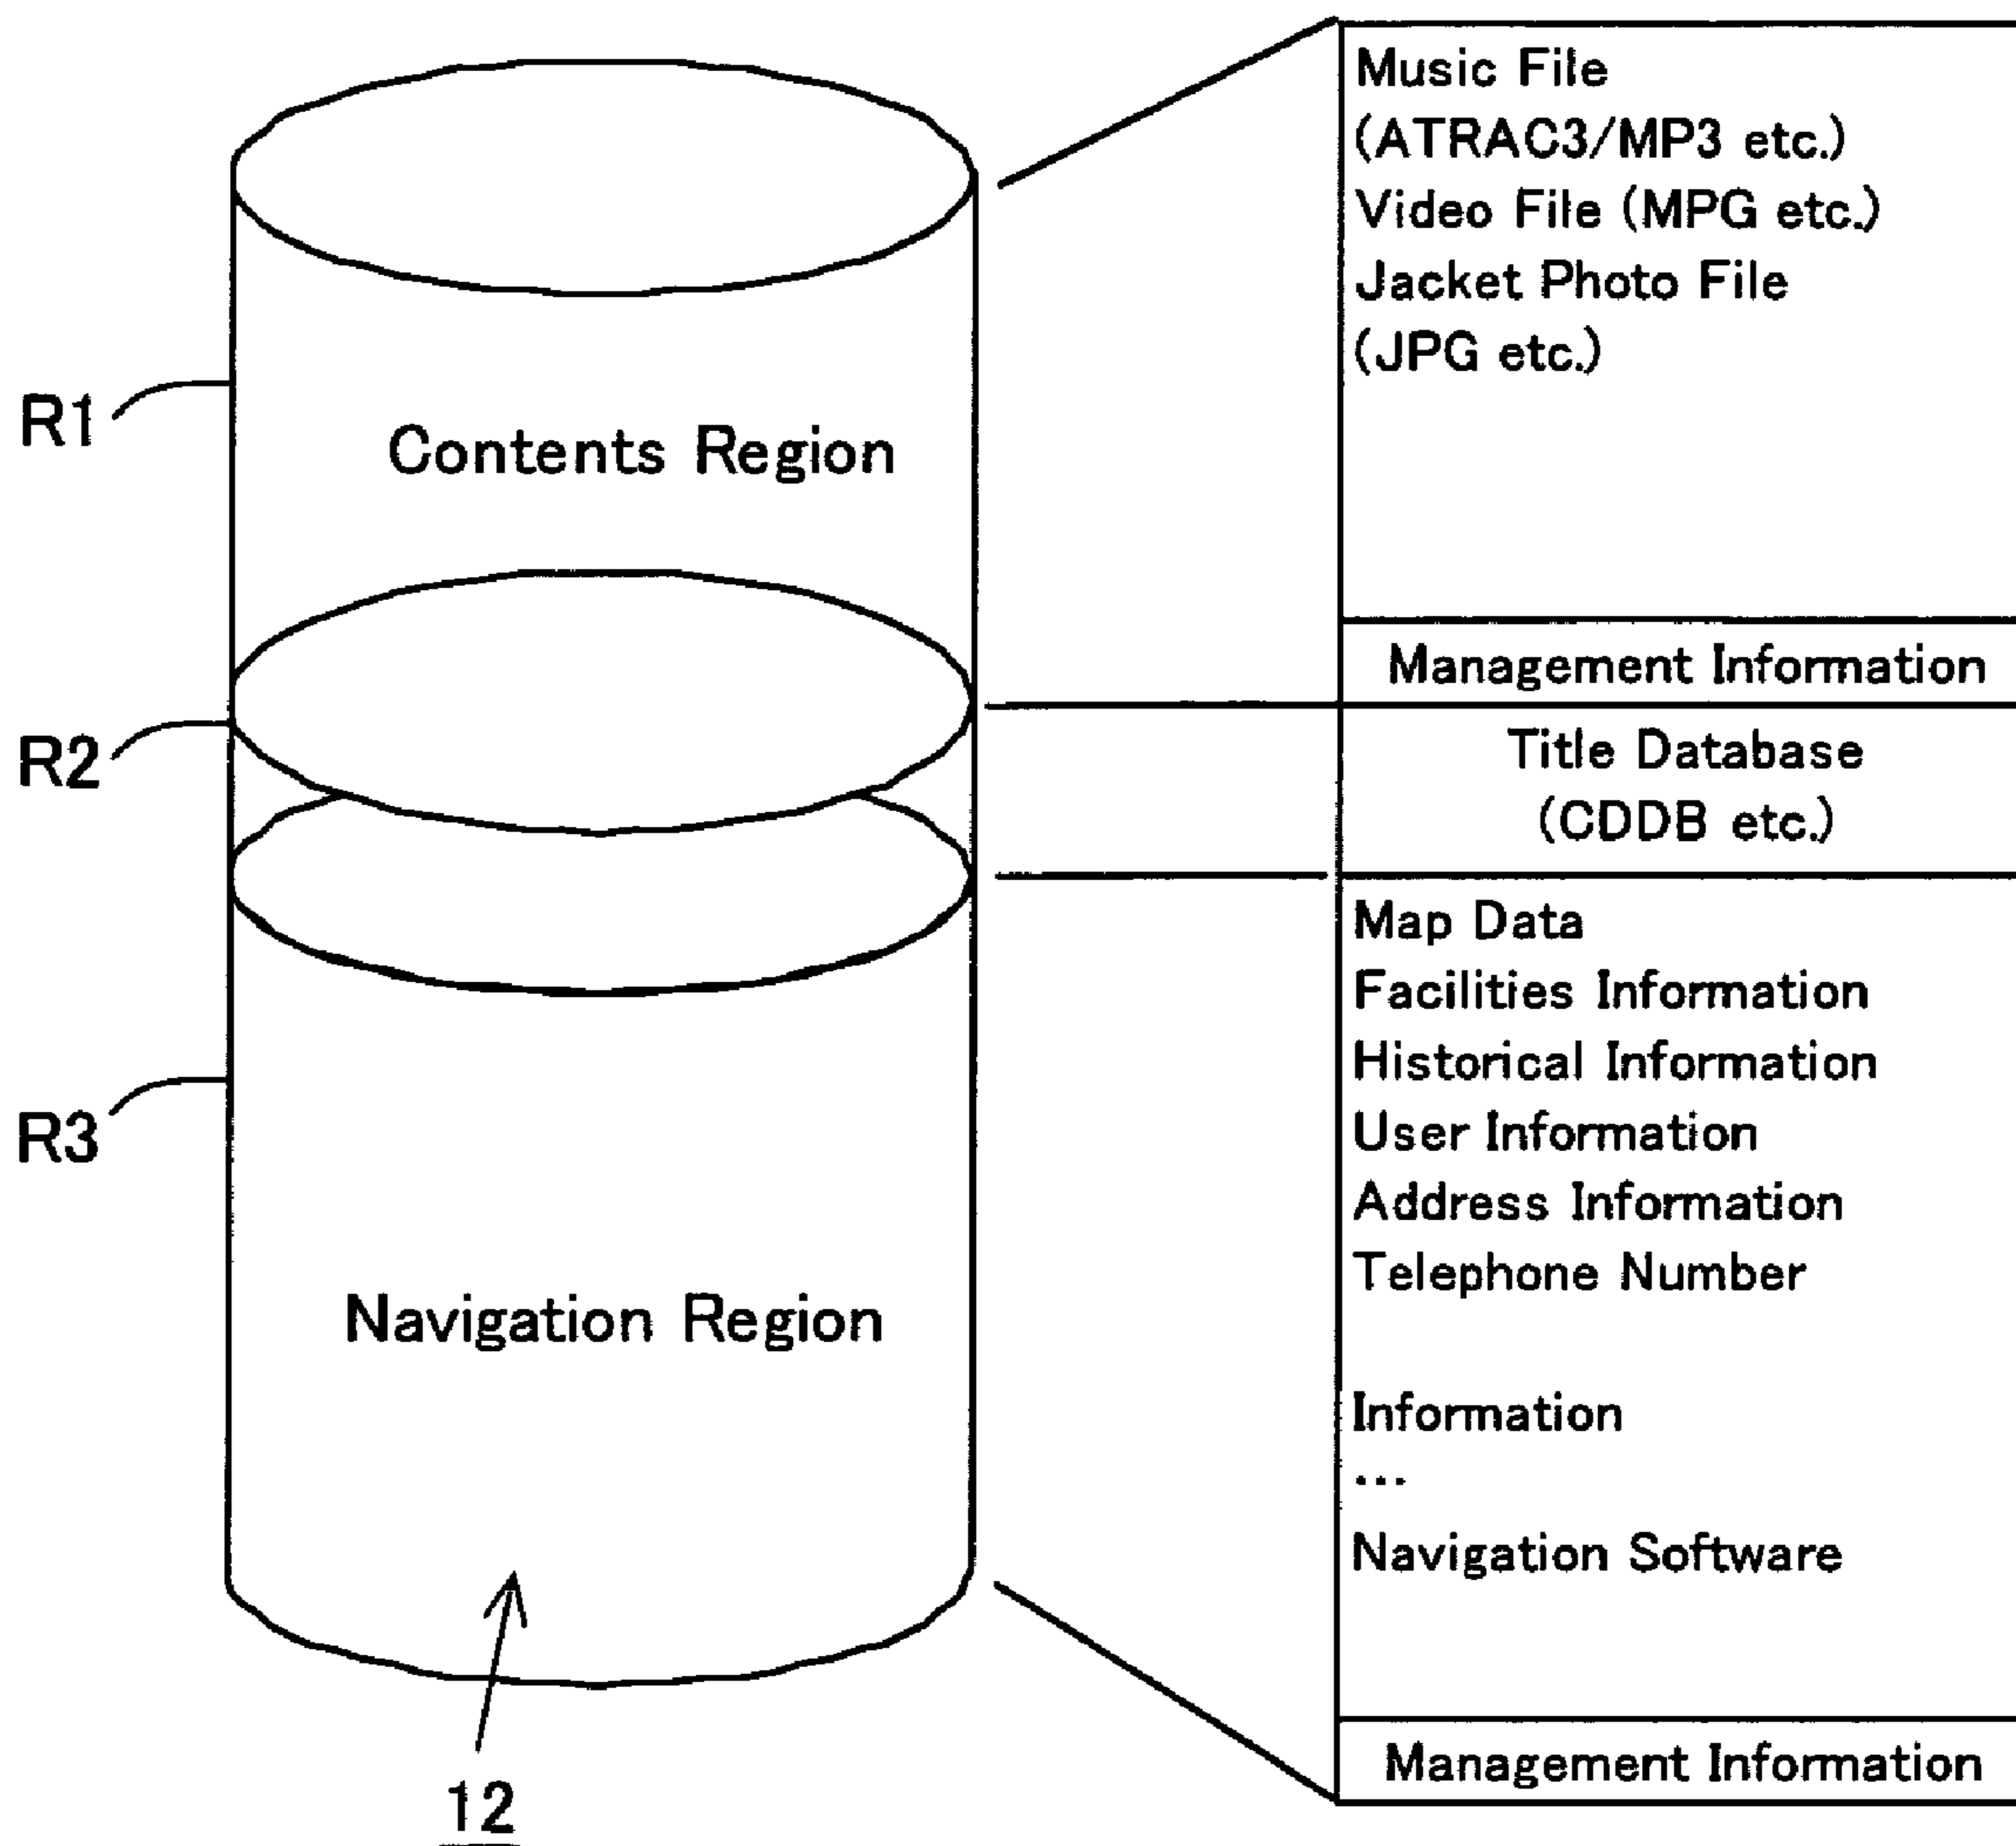 R1
Contents Region
R2
R3
Navigation Region
12
Music File
(ATRAC3/MP3 etc.)
Video File (MPG etc.)
Jacket Photo File
(JPG etc.)
Management Information
Title Database
(CDDB etc.)
Map Data
Facilities Information
Historical Information
User Information
Address Information
Telephone Number
Information
...
Navigation Software
Management Information